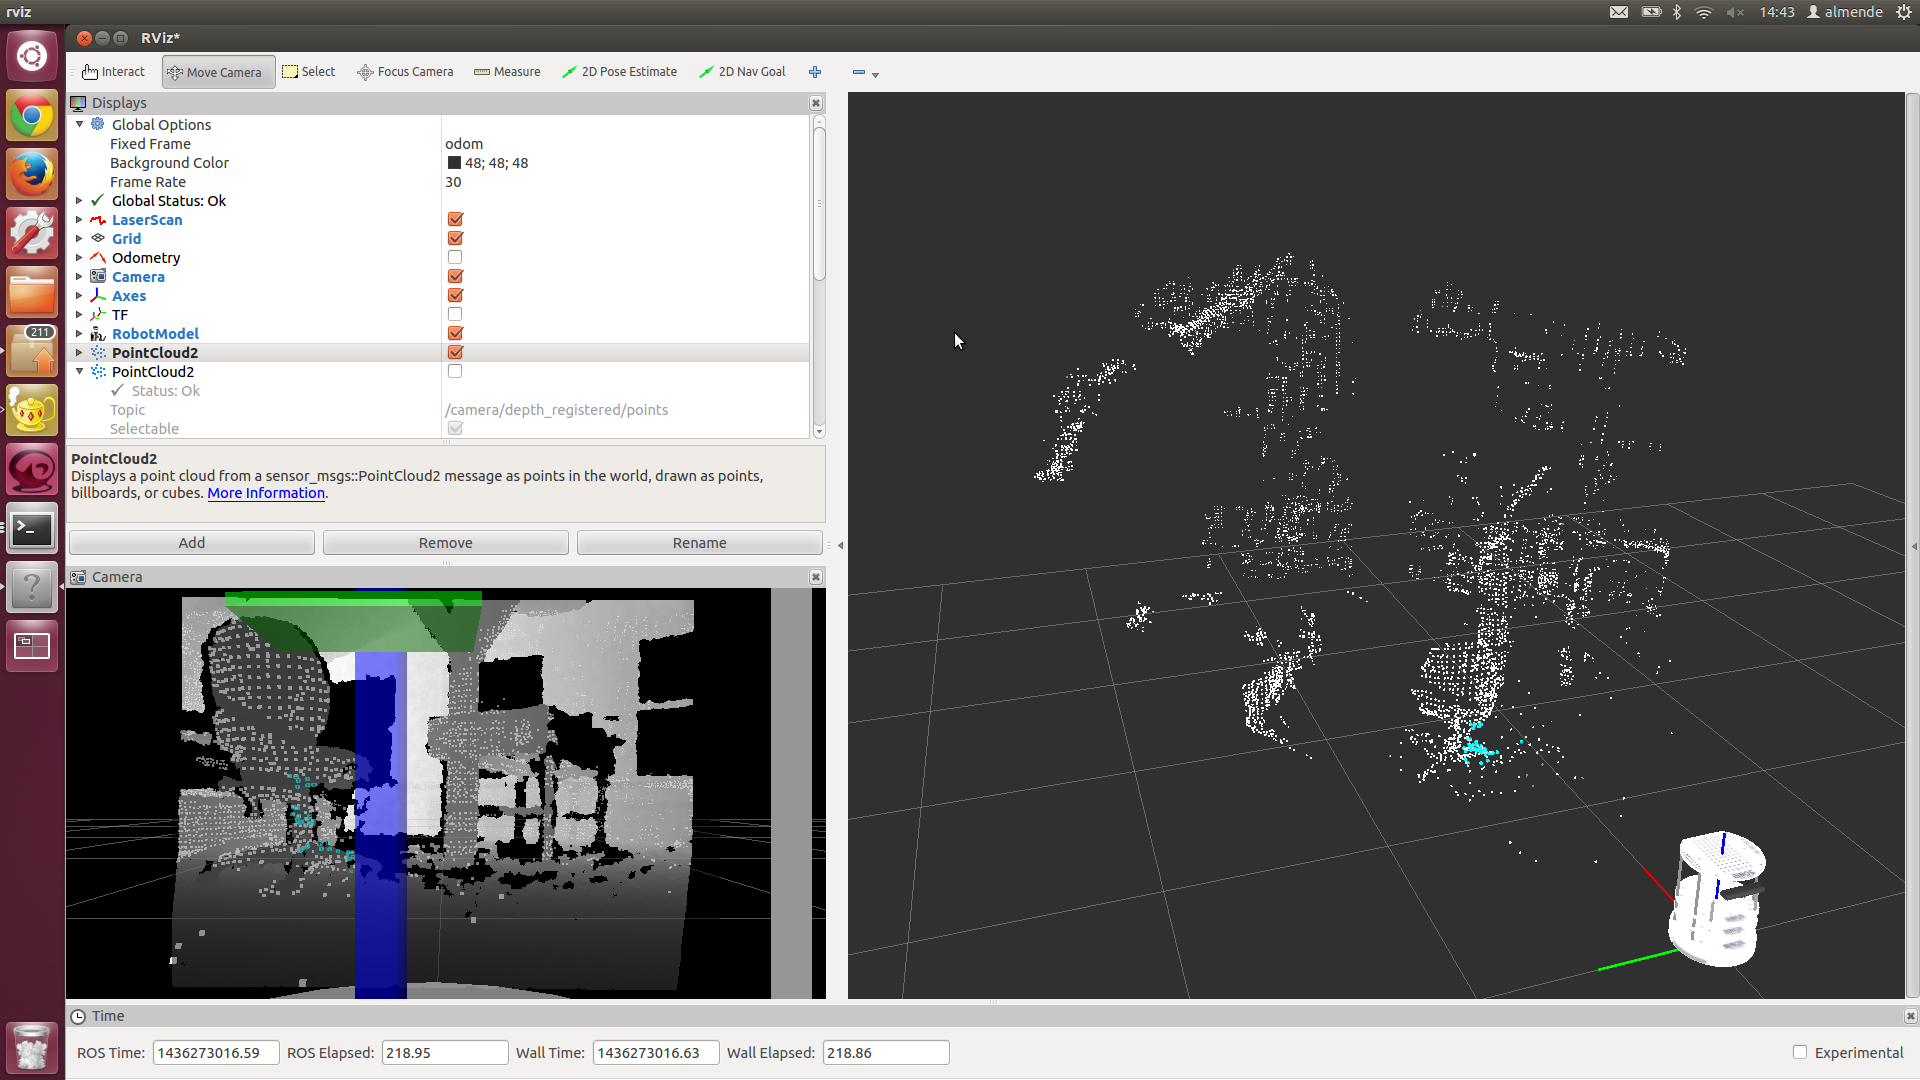 rviz
14:43 almende
RViz*
Interact Move Camera Select Focus Camera Measure 2D Pose Estimate 2D Nav Goal
Displays
Global Options
Fixed Frame odom
Background Color 48; 48; 48
Frame Rate 30
Global Status: Ok
LaserScan
Grid
Odometry
Camera
Axes
TF
RobotModel
PointCloud2
PointCloud2
Status: Ok
Topic /camera/depth_registered/points
Selectable
211
PointCloud2
Displays a point cloud from a sensor_msgs::PointCloud2 message as points in the world, drawn as points,
billboards, or cubes. More Information.
Add Remove Rename
Camera
Time
ROS Time: 1436273016.59 ROS Elapsed: 218.95 Wall Time: 1436273016.63 Wall Elapsed: 218.86 Experimental